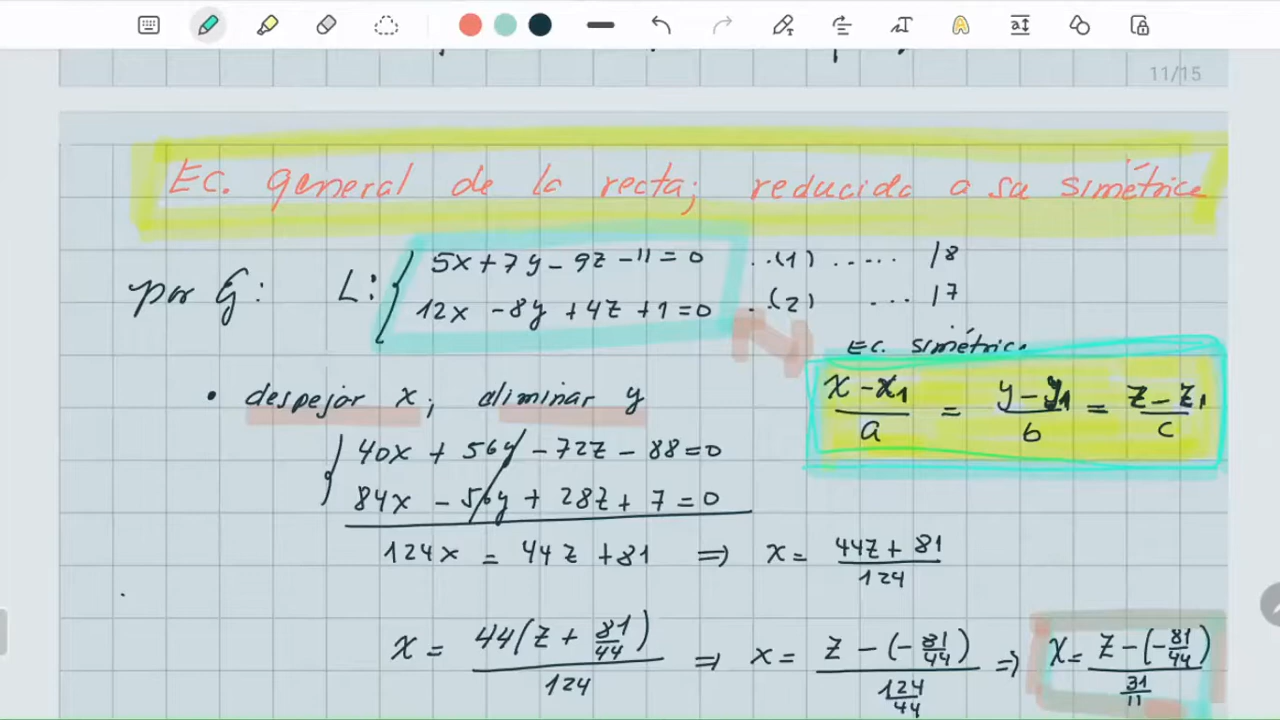 11/15
Ec. general de la recta; reducida a su simétrica
por G: L: { 5x + 7y - 9z - 11 = 0 ..(1) ..... /8
12x - 8y + 4z + 1 = 0 ..(2) ... /7
Ec. simétrica
x - x1 / a = y - y1 / b = z - z1 / c
• despejar x; eliminar y
{ 40x + 56y - 72z - 88 = 0
84x - 56y + 28z + 7 = 0
124x = 44z + 81 ⇒ x = 44z + 81 / 124
x = 44(z + 81/44) / 124 ⇒ x = z - (-81/44) / 124/44 ⇒ x = z - (-81/44) / 31/11